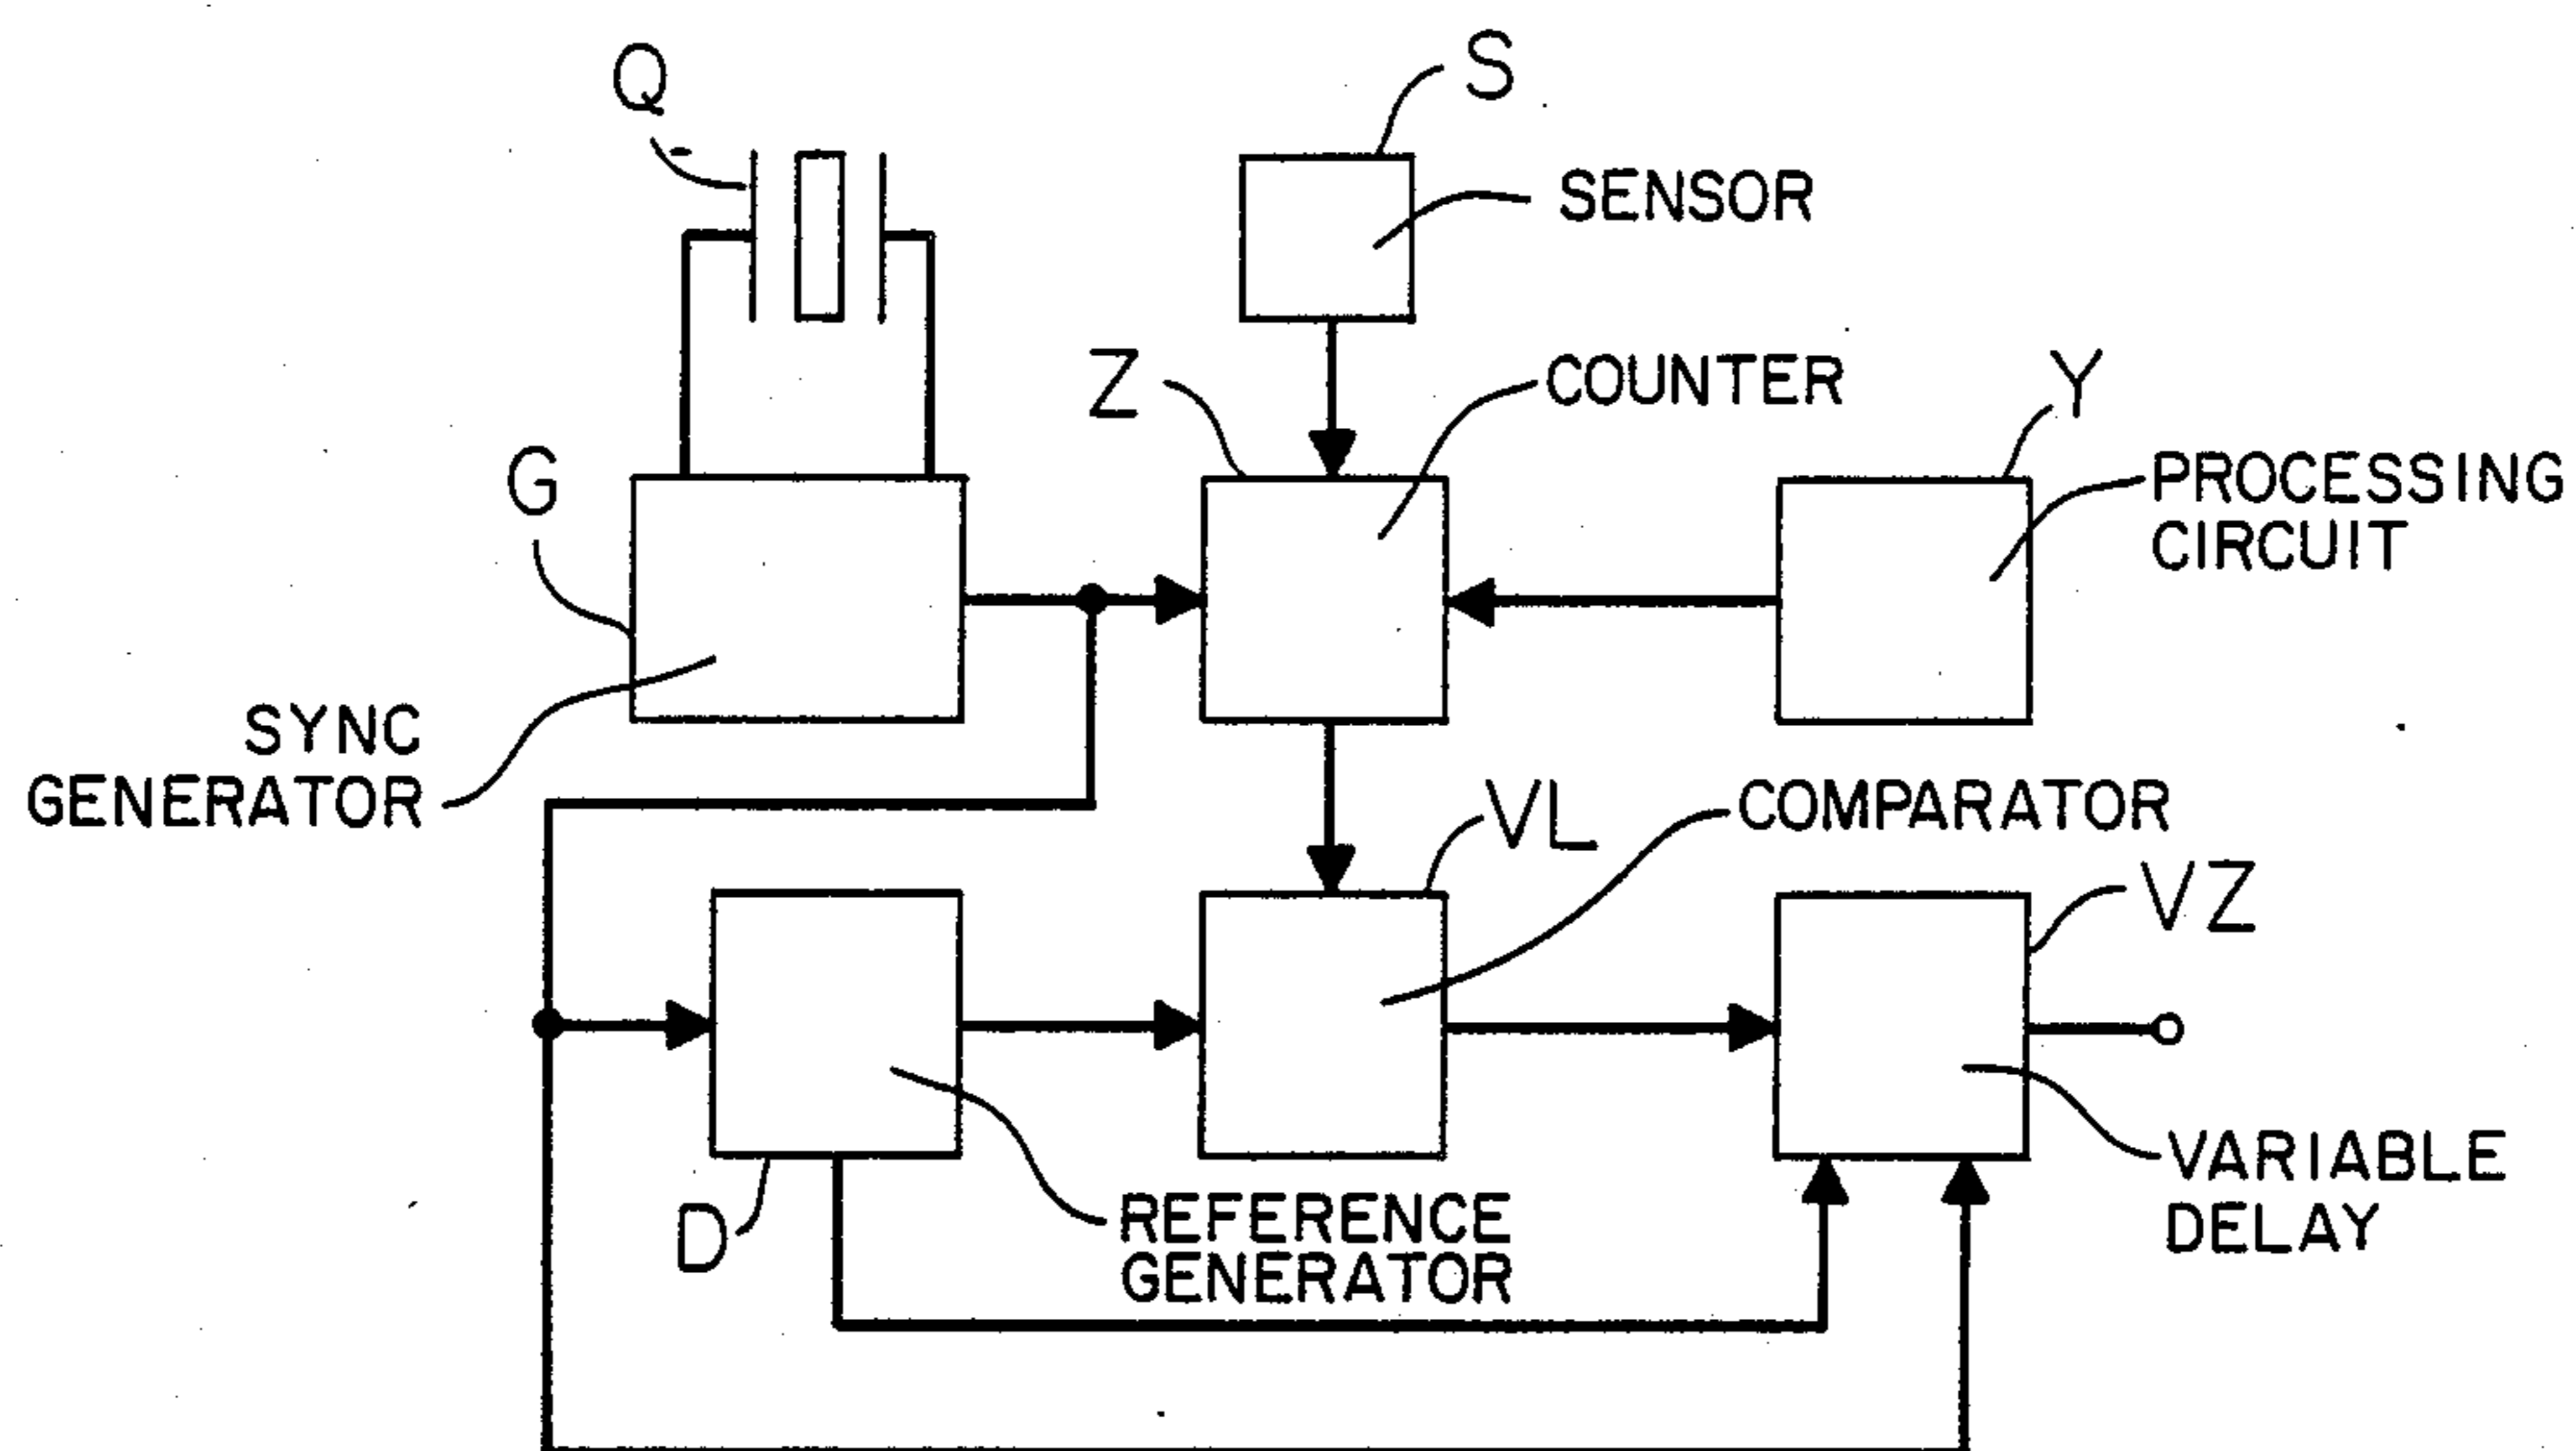 Q
S
SENSOR
Z
COUNTER
Y
G
PROCESSING
CIRCUIT
SYNC
GENERATOR
VL
COMPARATOR
VZ
D
REFERENCE
GENERATOR
VARIABLE
DELAY